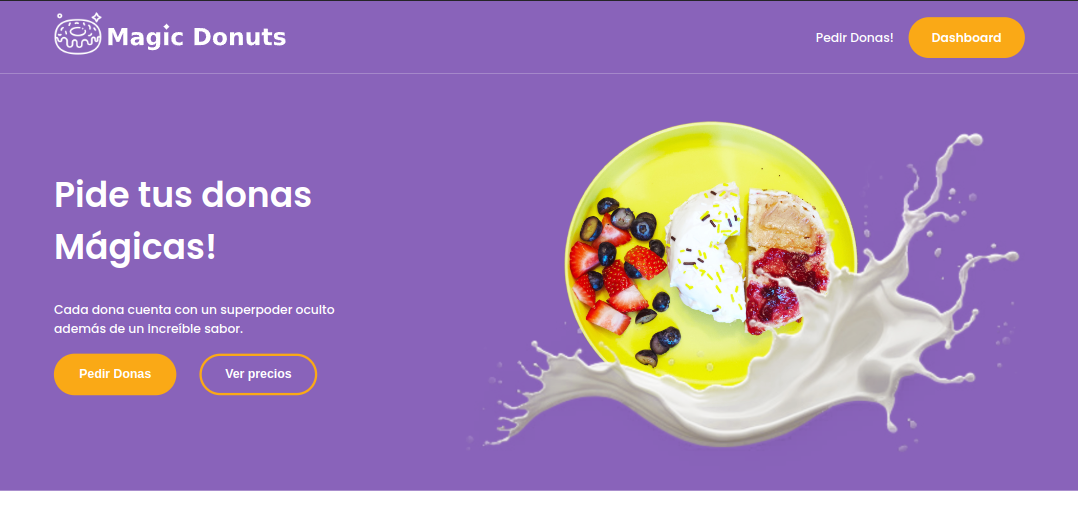 Magic Donuts
Pedir Donas!
Dashboard
Pide tus donas
Mágicas!
Cada dona cuenta con un superpoder oculto
además de un increíble sabor.
Pedir Donas
Ver precios